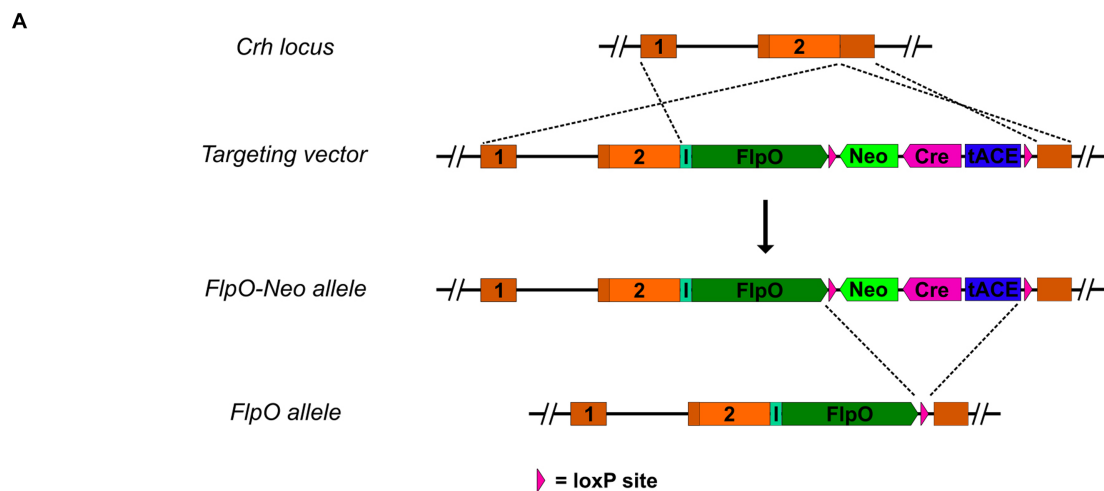 A
Crh locus
1 2
Targeting vector
1 2 I FlpO Neo Cre tACE
FlpO-Neo allele
1 2 I FlpO Neo Cre tACE
FlpO allele
1 2 I FlpO
= loxP site